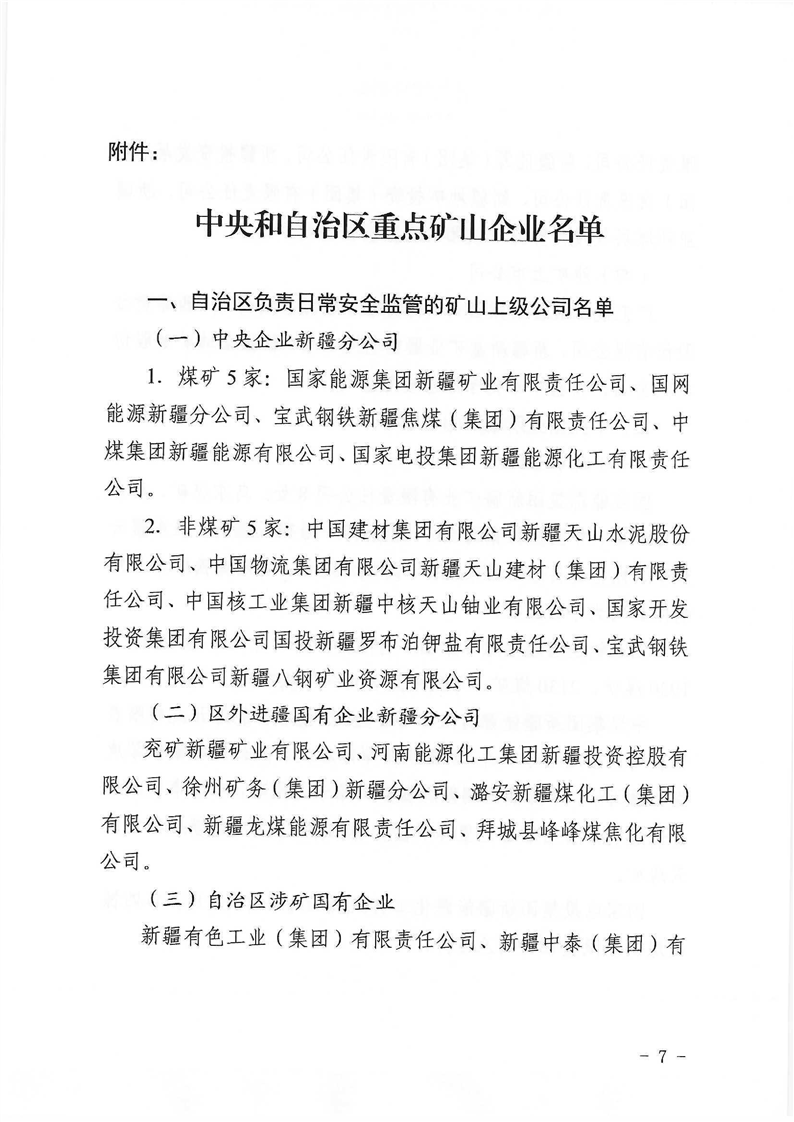 附件：
中央和自治区重点矿山企业名单
一、自治区负责日常安全监管的矿山上级公司名单
（一）中央企业新疆分公司
1. 煤矿5家：国家能源集团新疆矿业有限责任公司、国网
能源新疆分公司、宝武钢铁新疆焦煤（集团）有限责任公司、中
煤集团新疆能源有限公司、国家电投集团新疆能源化工有限责任
公司。
2. 非煤矿5家：中国建材集团有限公司新疆天山水泥股份
有限公司、中国物流集团有限公司新疆天山建材（集团）有限责
任公司、中国核工业集团新疆中核天山铀业有限公司、国家开发
投资集团有限公司国投新疆罗布泊钾盐有限责任公司、宝武钢铁
集团有限公司新疆八钢矿业资源有限公司。
（二）区外进疆国有企业新疆分公司
兖矿新疆矿业有限公司、河南能源化工集团新疆投资控股有
限公司、徐州矿务（集团）新疆分公司、潞安新疆煤化工（集团）
有限公司、新疆龙煤能源有限责任公司、拜城县峰峰煤焦化有限
公司。
（三）自治区涉矿国有企业
新疆有色工业（集团）有限责任公司、新疆中泰（集团）有
- 7 -